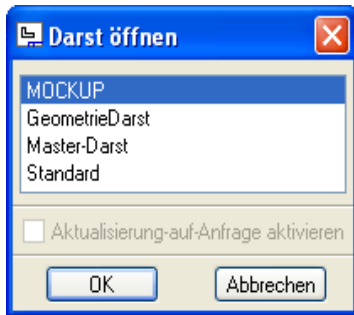 Darst öffnen
MOCKUP
GeometrieDarst
Master-Darst
Standard
Aktualisierung-auf-Anfrage aktivieren
OK
Abbrechen